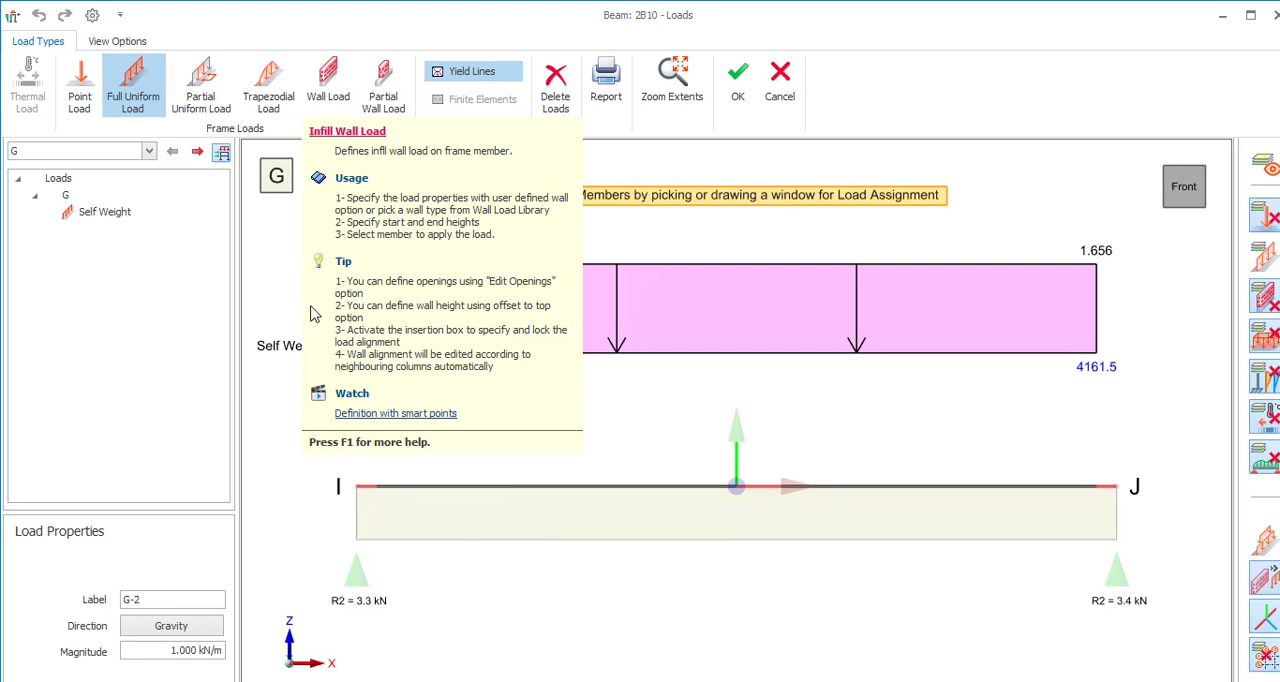 Beam: 2B10 - Loads
Load Types
View Options
Thermal Load
Point Load
Full Uniform Load
Partial Uniform Load
Trapezodial Load
Wall Load
Partial Wall Load
Yield Lines
Finite Elements
Delete Loads
Report
Zoom Extents
OK
Cancel
Frame Loads
G
Loads
G
Self Weight
Infill Wall Load
Defines infll wall load on frame member.
Usage
1- Specify the load properties with user defined wall
option or pick a wall type from Wall Load Library
2- Specify start and end heights
3- Select member to apply the load.
Tip
1- You can define openings using "Edit Openings"
option
2- You can define wall height using offset to top
option
3- Activate the insertion box to specify and lock the
load alignment
4- Wall alignment will be edited according to
neighbouring columns automatically
Watch
Definition with smart points
Press F1 for more help.
G
Members by picking or drawing a window for Load Assignment
Front
1.656
Self We
4161.5
I
J
R2 = 3.3 kN
R2 = 3.4 kN
Z
X
Load Properties
Label
G-2
Direction
Gravity
Magnitude
1.000 kN/m